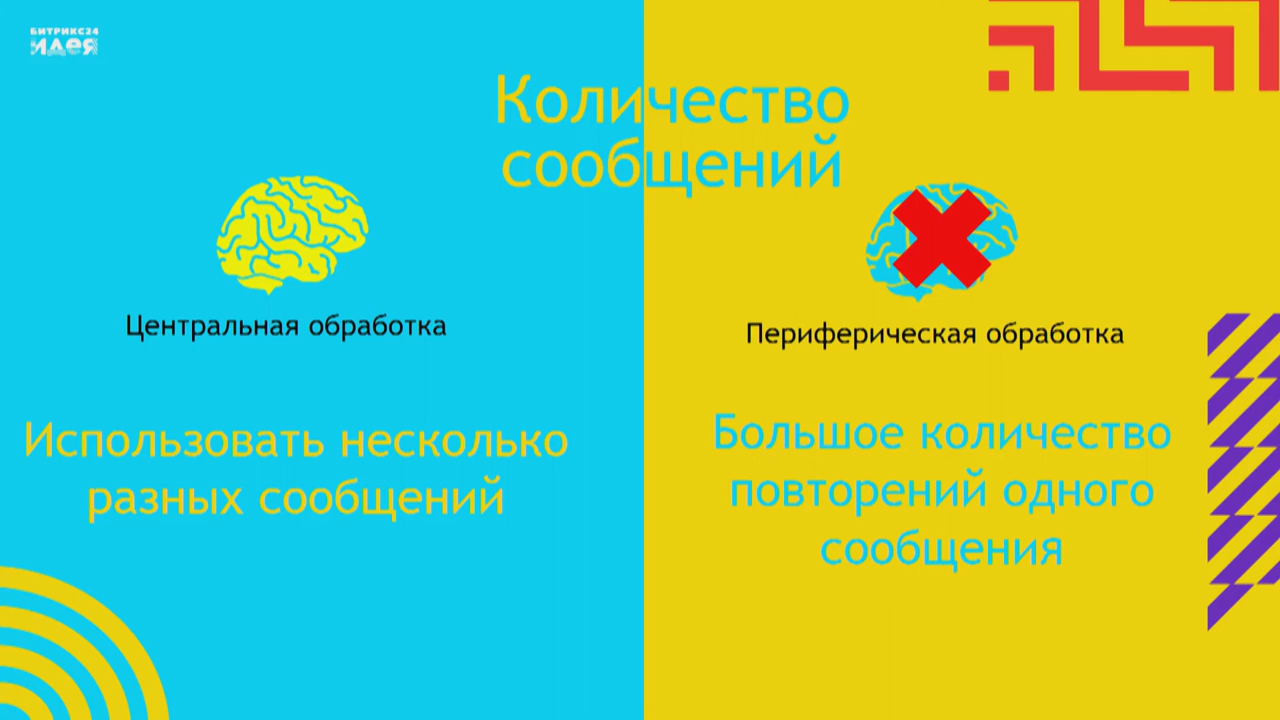 БИТРИКС24
идея
Количество
сообщений
Центральная обработка
Использовать несколько
разных сообщений
Периферическая обработка
Большое количество
повторений одного
сообщения